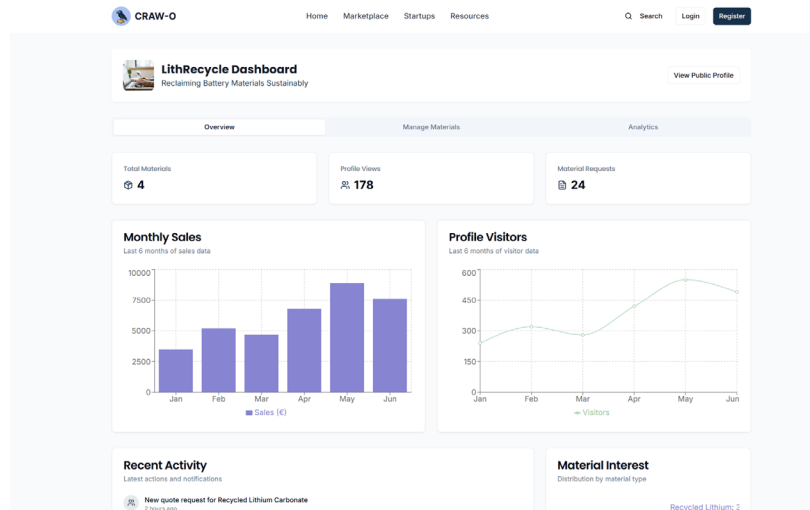 CRAW-O
Home Marketplace Startups Resources
Search Login Register
LithRecycle Dashboard
Reclaiming Battery Materials Sustainably
View Public Profile
Overview Manage Materials Analytics
Total Materials
4
Profile Views
178
Material Requests
24
Monthly Sales
Last 6 months of sales data
10000
7500
5000
2500
0
Jan Feb Mar Apr May Jun
Sales (€)
Profile Visitors
Last 6 months of visitor data
600
450
300
150
0
Jan Feb Mar Apr May Jun
Visitors
Recent Activity
Latest actions and notifications
New quote request for Recycled Lithium Carbonate
2 hours ago
Material Interest
Distribution by material type
Recycled Lithium: